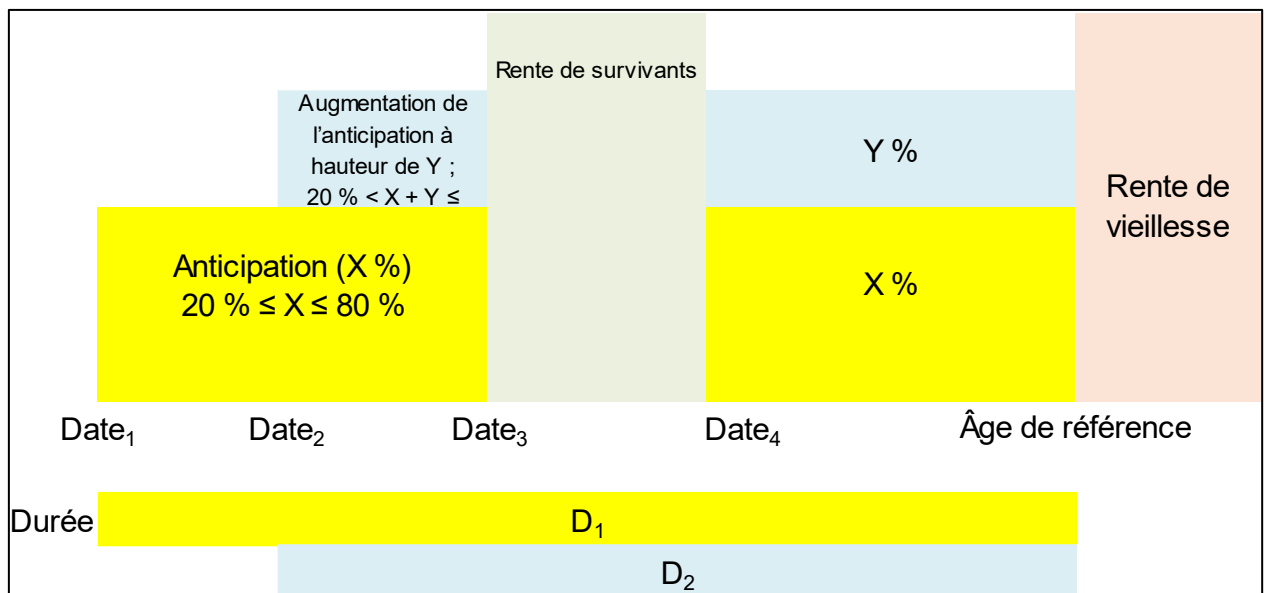 Rente de survivants
Augmentation de
l'anticipation à
hauteur de Y ;
20 % < X + Y ≤
Y %
Rente de
vieillesse
Anticipation (X %)
20 % ≤ X ≤ 80 %
X %
Date₁
Date₂
Date₃
Date₄
Âge de référence
Durée
D₁
D₂